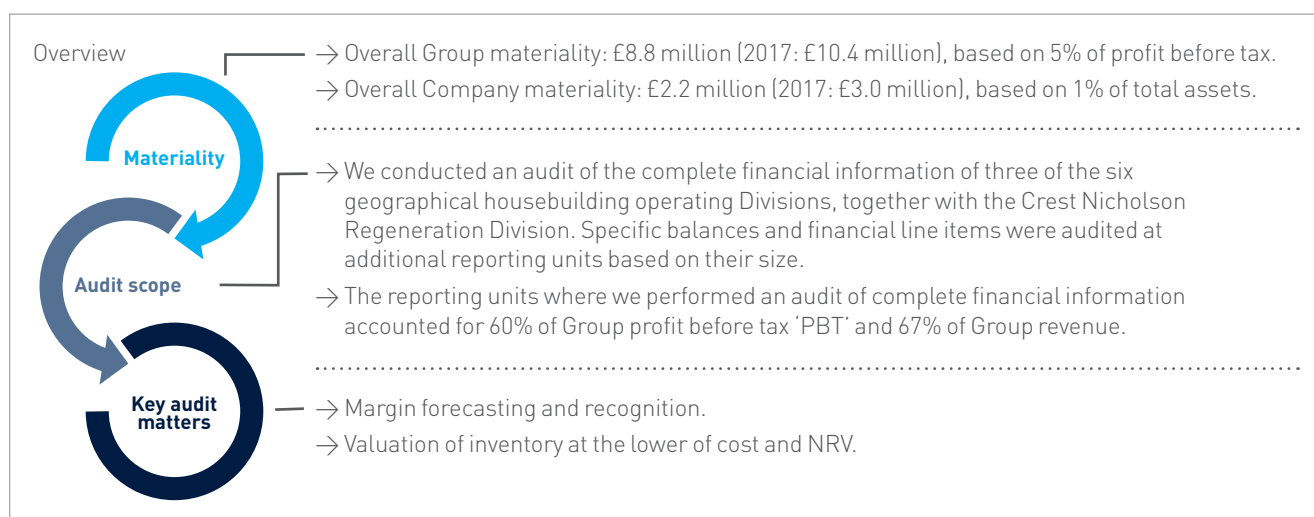 Overview
→ Overall Group materiality: £8.8 million (2017: £10.4 million), based on 5% of profit before tax.
→ Overall Company materiality: £2.2 million (2017: £3.0 million), based on 1% of total assets.
Materiality
→ We conducted an audit of the complete financial information of three of the six
geographical housebuilding operating Divisions, together with the Crest Nicholson
Regeneration Division. Specific balances and financial line items were audited at
additional reporting units based on their size.
Audit scope
→ The reporting units where we performed an audit of complete financial information
accounted for 60% of Group profit before tax ‘PBT’ and 67% of Group revenue.
Key audit
matters
→ Margin forecasting and recognition.
→ Valuation of inventory at the lower of cost and NRV.